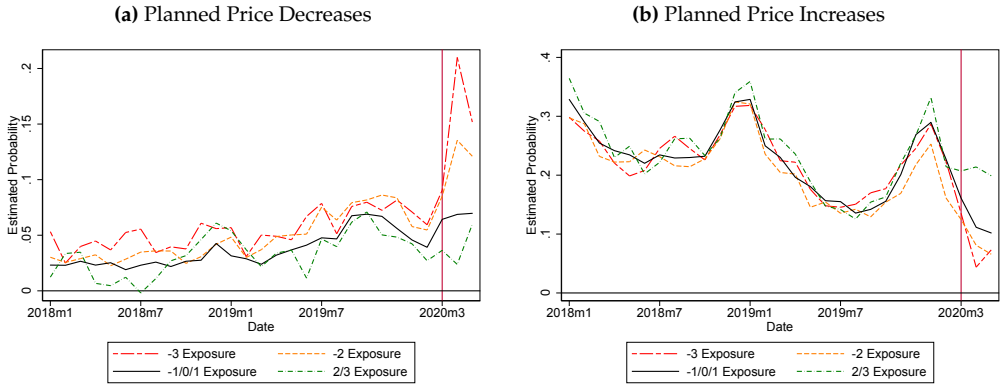 (a) Planned Price Decreases
Estimated Probability
.2
.15
.1
.05
0
2018m1 2018m7 2019m1 2019m7 2020m3
Date
-3 Exposure -2 Exposure
-1/0/1 Exposure 2/3 Exposure
(b) Planned Price Increases
Estimated Probability
.4
.3
.2
.1
0
2018m1 2018m7 2019m1 2019m7 2020m3
Date
-3 Exposure -2 Exposure
-1/0/1 Exposure 2/3 Exposure